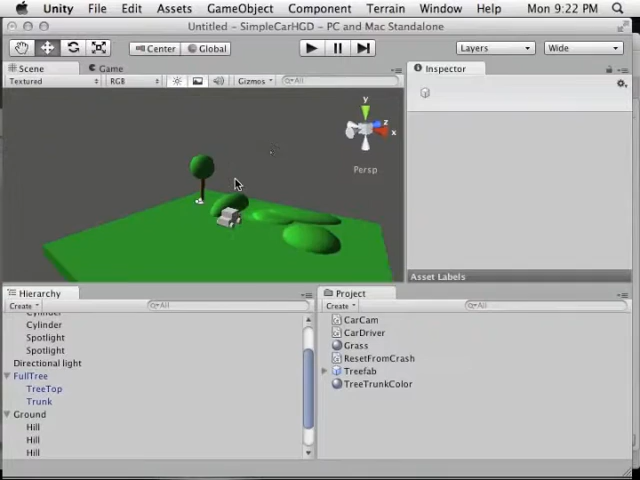 Unity File Edit Assets GameObject Component Terrain Window Help Mon 9:22 PM
Untitled - SimpleCarHGD - PC and Mac Standalone
Center Global Layers Wide
Scene Game Inspector
Textured RGB Gizmos All
y
z
x
Persp
Asset Labels
Hierarchy Project
Create All Create All
Cylinder
Cylinder
Spotlight
Spotlight
Directional light
FullTree
TreeTop
Trunk
Ground
Hill
Hill
Hill
CarCam
CarDriver
Grass
ResetFromCrash
Treefab
TreeTrunkColor